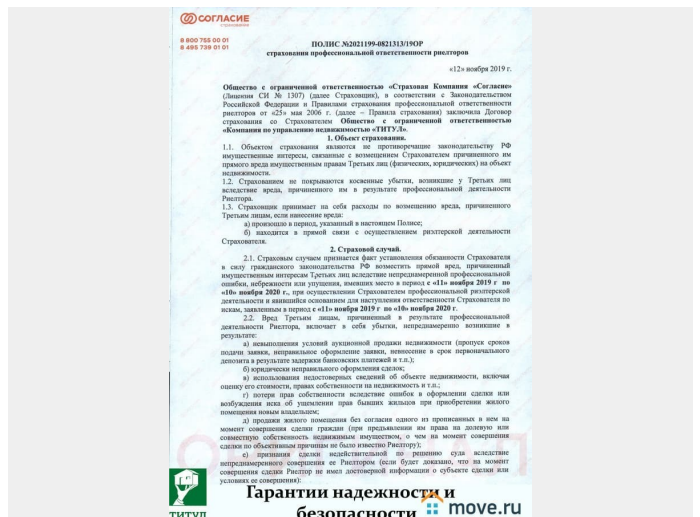 СОГЛАСИЕ
8 800 755 00 01
8 495 739 01 01
ПОЛИС №2021199-0821313/19ОР
страхования профессиональной ответственности риелторов
«12» ноября 2019 г.
Общество с ограниченной ответственностью «Страховая Компания «Согласие»
(Лицензия СИ № 1307) (далее Страховщик), в соответствии с Законодательством
Российской Федерации и Правилами страхования профессиональной ответственности
риелторов от «25» мая 2006 г. (далее – Правила страхования) заключила Договор
страхования со Страхователем Общество с ограниченной ответственностью
«Компания по управлению недвижимостью «ТИТУЛ».
1. Объект страхования.
1.1. Объектом страхования являются не противоречащие законодательству РФ
имущественные интересы, связанные с возмещением Страхователем причиненного им
прямого вреда имущественным правам Третьих лиц (физических, юридических) на объект
недвижимости.
1.2. Страхованием не покрываются косвенные убытки, возникшие у Третьих лиц
вследствие вреда, причиненного им в результате профессиональной деятельности
Риелтора.
1.3. Страховщик принимает на себя расходы по возмещению вреда, причиненного
Третьим лицам, если нанесение вреда:
а) произошло в период, указанный в настоящем Полисе;
б) находится в прямой связи с осуществлением риэлтерской деятельности
Страхователя.
2. Страховой случай.
2.1. Страховым случаем признается факт установления обязанности Страхователя
в силу гражданского законодательства РФ возместить прямой вред, причиненный
имущественным интересам Третьих лиц вследствие непреднамеренной профессиональной
ошибки, небрежности или упущения, имевших место в период с «11» ноября 2019 г по
«10» ноября 2020 г., при осуществлении Страхователем профессиональной риэлтерской
деятельности и явившийся основанием для наступления ответственности Страхователя по
искам, заявленным в период с «11» ноября 2019 г по «10» ноября 2020 г.
2.2. Вред Третьим лицам, причиненный в результате профессиональной
деятельности Риелтора, включает в себя убытки, непреднамеренно возникшие в
результате:
а) невыполнения условий аукционной продажи недвижимости (пропуск сроков
подачи заявки, неправильное оформление заявки, невнесение в срок первоначального
депозита в результате задержки банковских платежей и т.п.);
б) юридически неправильного оформления сделок;
в) использования недостоверных сведений об объекте недвижимости, включая
оценку его стоимости, правах собственности на недвижимость и т.п.;
г) потеря прав собственности вследствие ошибок в оформлении сделки или
возбуждения иска об ущемлении прав бывших жильцов при приобретении жилого
помещения новым владельцем;
д) продажи жилого помещения без согласия одного из прописанных в нем на
момент совершения сделки граждан (при предъявлении им права на долевую или
совместную собственность недвижимым имуществом, о чем на момент совершения
сделки по объективным причинам не было известно Риелтору);
е) признания сделки недействительной по решению суда вследствие
непреднамеренного совершения ее Риелтором (если будет доказано, что на момент
совершения сделки Риелтор не имел достоверной информации о субъекте сделки или
условиях ее совершения);
Гарантии надежности и
безопасности
move.ru
ТИТУЛ